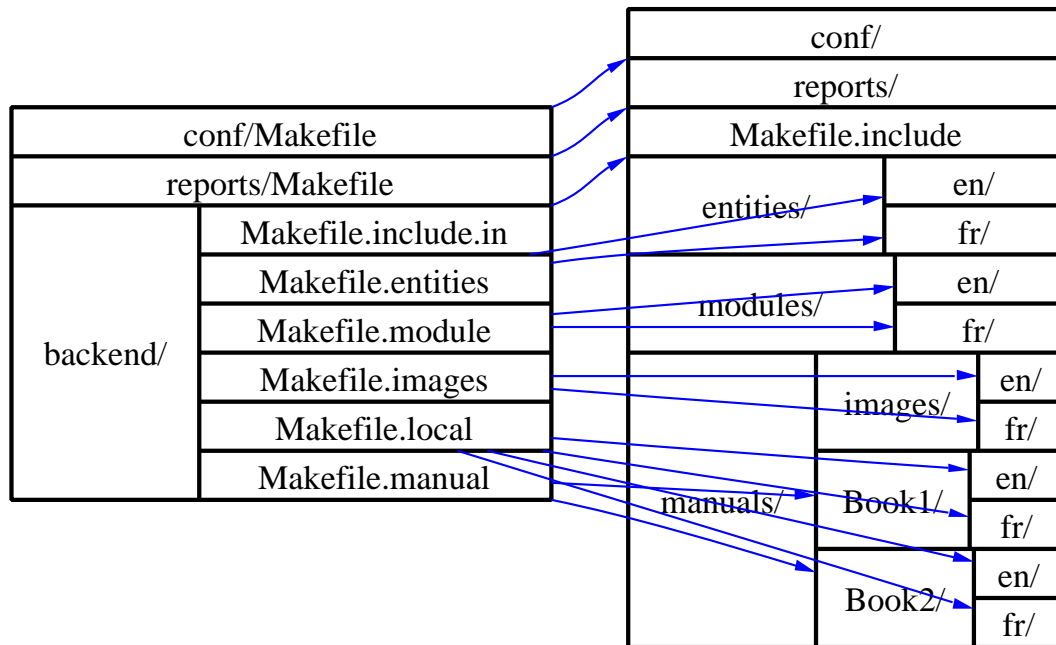 conf/Makefile
reports/Makefile
backend/
Makefile.include.in
Makefile.entities
Makefile.module
Makefile.images
Makefile.local
Makefile.manual
conf/
reports/
Makefile.include
entities/
en/
fr/
modules/
en/
fr/
manuals/
images/
en/
fr/
Book1/
en/
fr/
Book2/
en/
fr/